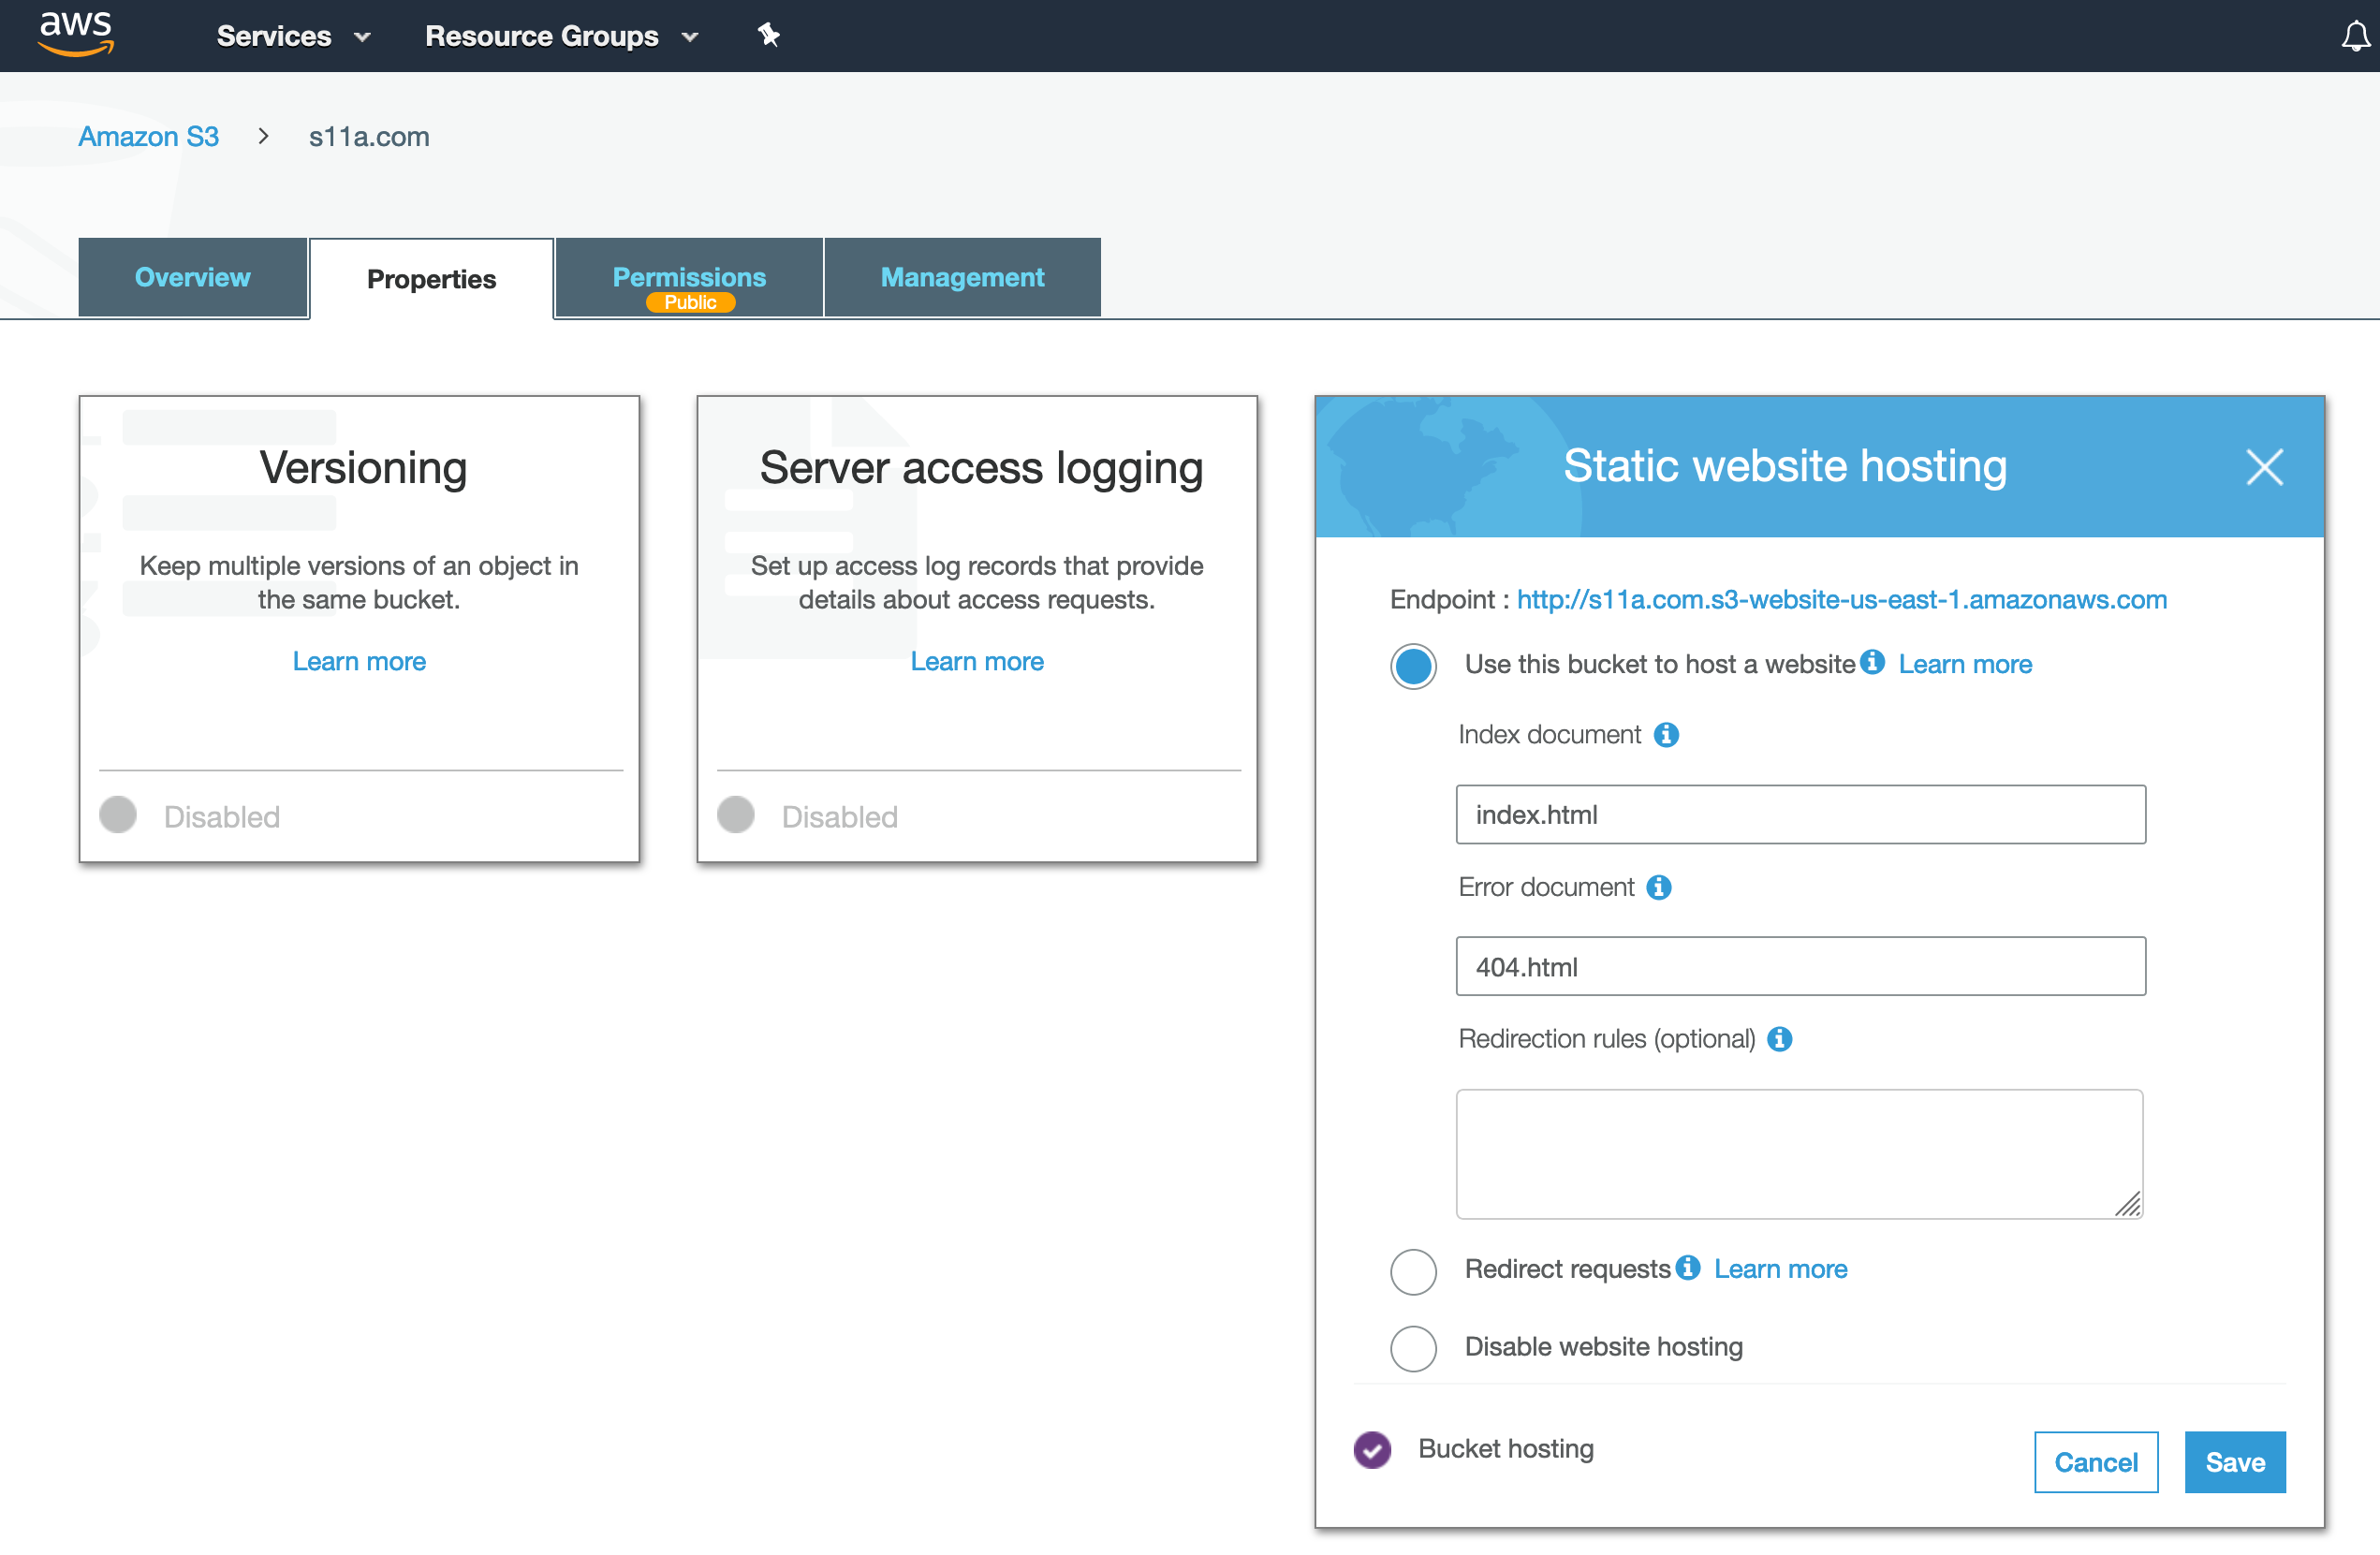 aws
Services
Resource Groups
Amazon S3 > s11a.com
Overview
Properties
Permissions
Public
Management
Versioning
Keep multiple versions of an object in
the same bucket.
Learn more
Disabled
Server access logging
Set up access log records that provide
details about access requests.
Learn more
Disabled
Static website hosting
Endpoint : http://s11a.com.s3-website-us-east-1.amazonaws.com
Use this bucket to host a website Learn more
Index document
index.html
Error document
404.html
Redirection rules (optional)
Redirect requests Learn more
Disable website hosting
Bucket hosting
Cancel
Save